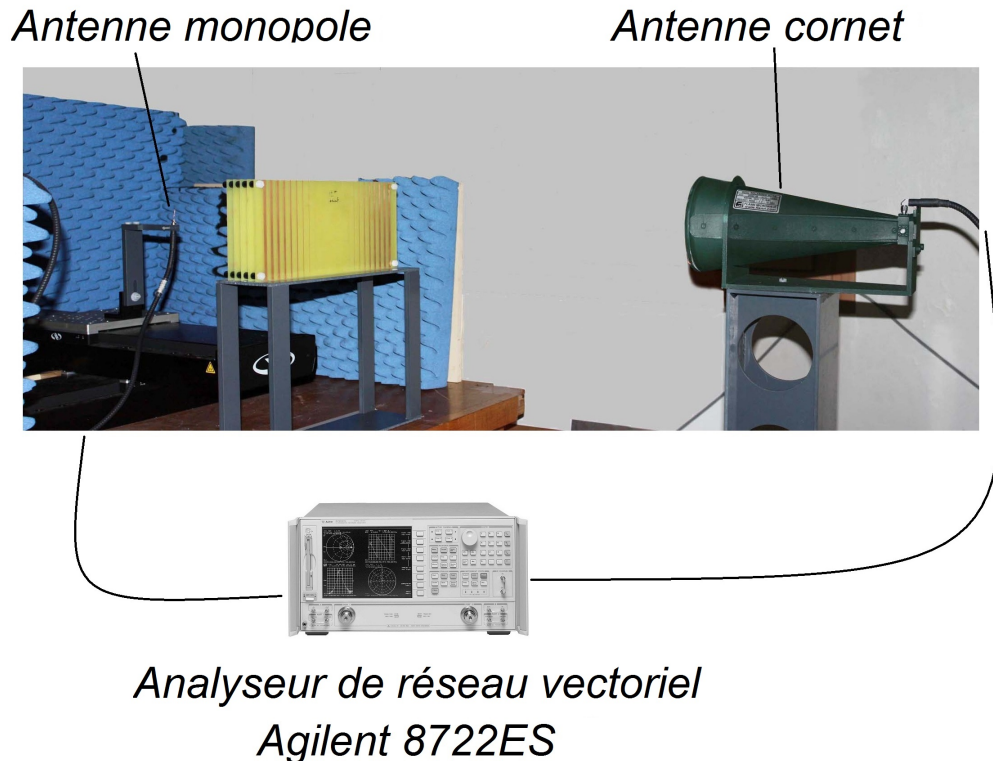 Antenne monopole
Antenne cornet
Analyseur de réseau vectoriel
Agilent 8722ES